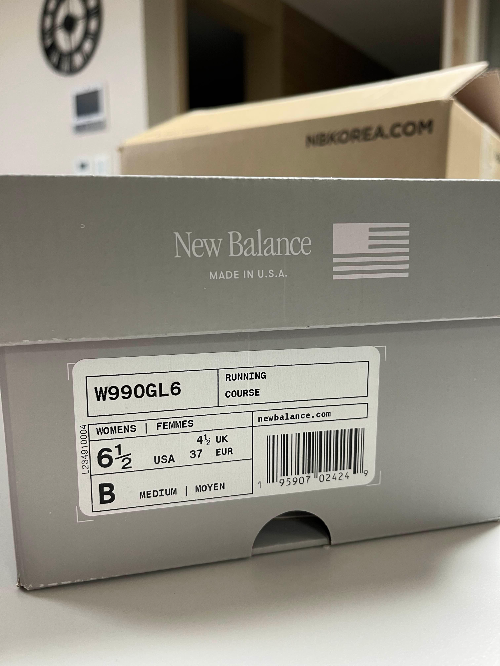 NBKOREA.COM
New Balance
MADE IN U.S.A.
W990GL6
RUNNING
COURSE
WOMENS | FEMMES
newbalance.com
6½ USA
4½ UK
37 EUR
B MEDIUM | MOYEN
1 95907 02424 9